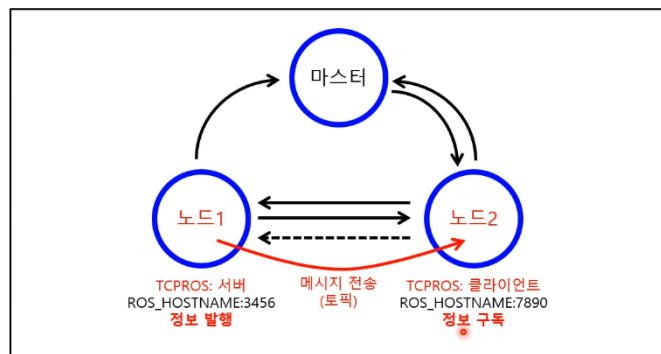 마스터
노드1
노드2
TCPROS: 서버
ROS_HOSTNAME:3456
정보 발행
메시지 전송
(토픽)
TCPROS: 클라이언트
ROS_HOSTNAME:7890
정보 구독